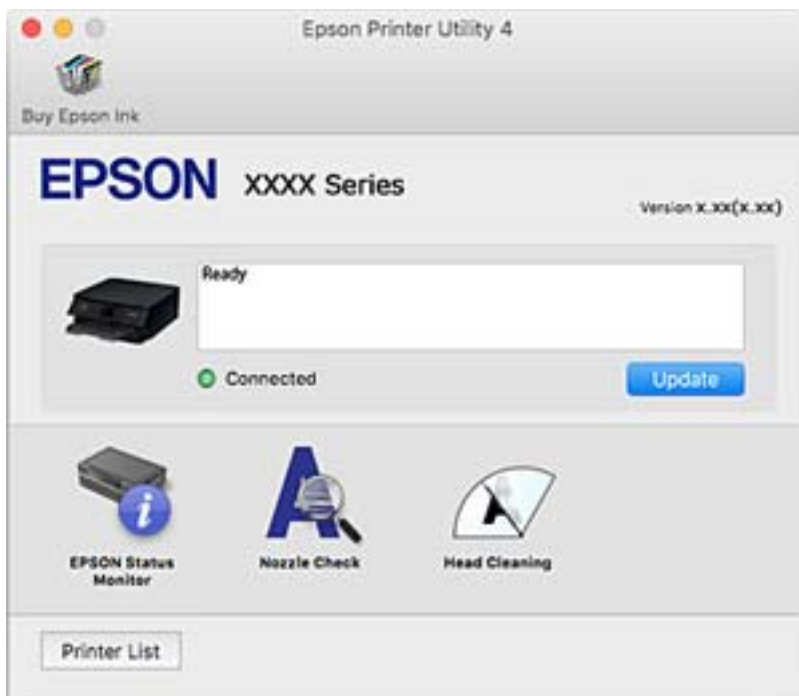 Epson Printer Utility 4
Buy Epson Ink
EPSON XXXX Series
Version X.XX(X.XX)
Ready
Connected
Update
EPSON Status
Monitor
Nozzle Check
Head Cleaning
Printer List